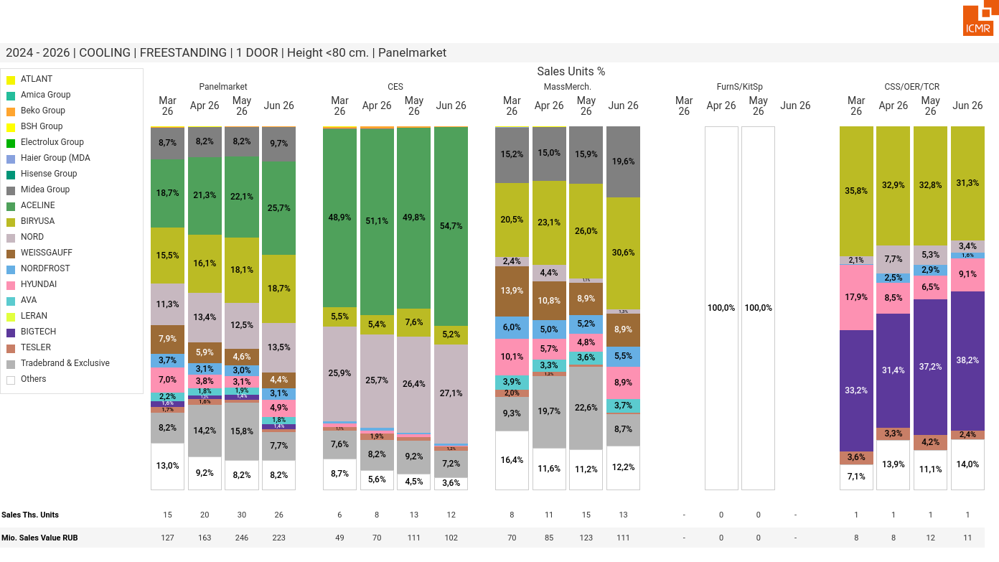 ICMR
2024 - 2026 | COOLING | FREESTANDING | 1 DOOR | Height <80 cm. | Panelmarket
Sales Units %
ATLANT
Amica Group
Beko Group
BSH Group
Electrolux Group
Haier Group (MDA
Hisense Group
Midea Group
ACELINE
BIRYUSA
NORD
WEISSGAUFF
NORDFROST
HYUNDAI
AVA
LERAN
BIGTECH
TESLER
Tradebrand & Exclusive
Others
Panelmarket
Mar 26
Apr 26
May 26
Jun 26
8,7%
18,7%
15,5%
11,3%
7,9%
3,7%
7,0%
2,2%
1,6%
1,7%
8,2%
13,0%
8,2%
21,3%
16,1%
13,4%
5,9%
3,1%
3,8%
1,8%
1,6%
14,2%
9,2%
8,2%
22,1%
18,1%
12,5%
4,6%
3,0%
3,1%
1,9%
1,4%
15,8%
8,2%
9,7%
25,7%
18,7%
13,5%
4,4%
3,1%
4,9%
1,8%
1,4%
7,7%
8,2%
CES
Mar 26
Apr 26
May 26
Jun 26
48,9%
5,5%
25,9%
1,1%
7,6%
8,7%
51,1%
5,4%
25,7%
1,9%
8,2%
5,6%
49,8%
7,6%
26,4%
9,2%
4,5%
54,7%
5,2%
27,1%
1,2%
7,2%
3,6%
MassMerch.
Mar 26
Apr 26
May 26
Jun 26
15,2%
20,5%
2,4%
13,9%
6,0%
10,1%
3,9%
2,0%
9,3%
16,4%
15,0%
23,1%
4,4%
10,8%
5,0%
5,7%
3,3%
1,2%
19,7%
11,6%
15,9%
26,0%
1,1%
8,9%
5,2%
4,8%
3,6%
22,6%
11,2%
19,6%
30,6%
1,3%
8,9%
5,5%
8,9%
3,7%
8,7%
12,2%
FurnS/KitSp
Mar 26
Apr 26
May 26
Jun 26
100,0%
100,0%
CSS/OER/TCR
Mar 26
Apr 26
May 26
Jun 26
35,8%
2,1%
17,9%
33,2%
3,6%
7,1%
32,9%
7,7%
2,5%
8,5%
31,4%
3,3%
13,9%
32,8%
5,3%
2,9%
6,5%
37,2%
4,2%
11,1%
31,3%
3,4%
1,6%
9,1%
38,2%
2,4%
14,0%
Sales Ths. Units 15 20 30 26 6 8 13 12 8 11 15 13 - 0 0 - 1 1 1 1
Mio. Sales Value RUB 127 163 246 223 49 70 111 102 70 85 123 111 - 0 0 - 8 8 12 11